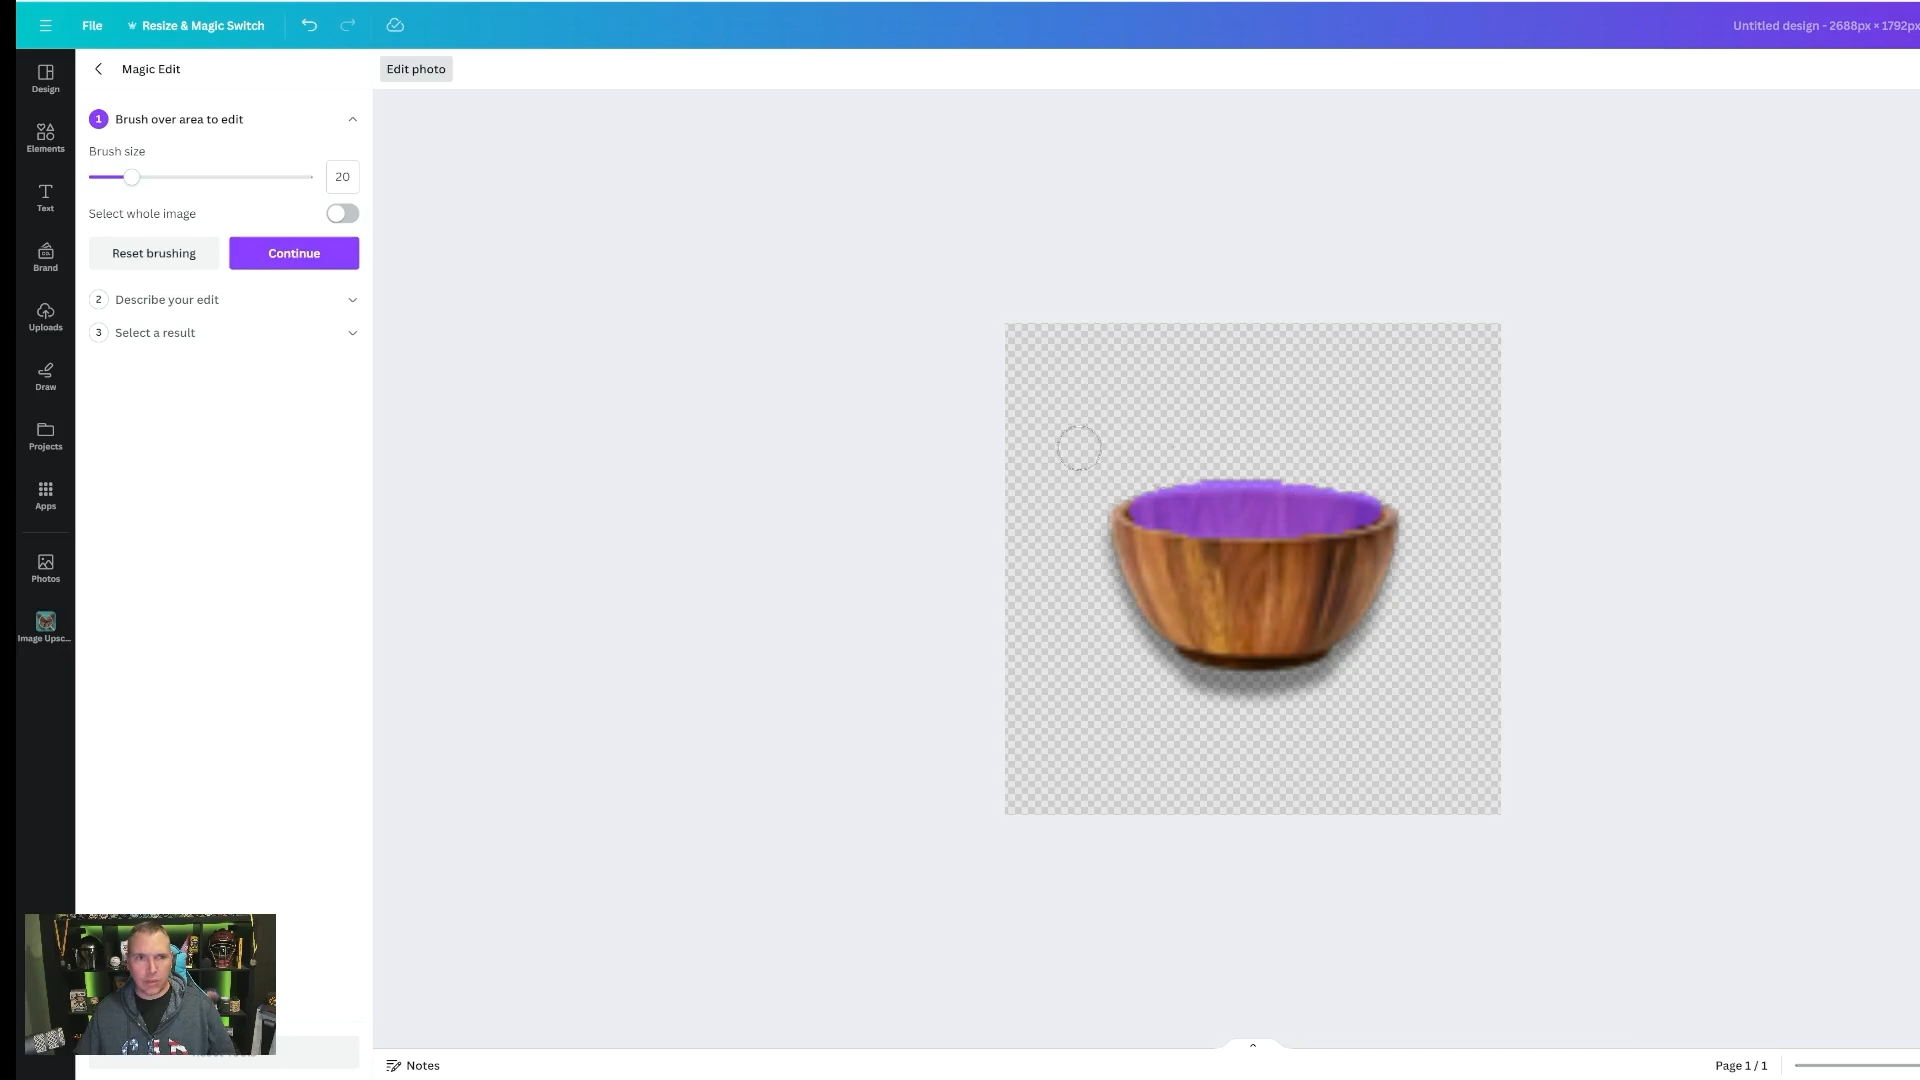 File
Resize & Magic Switch
Untitled design - 2688px × 1792px
Design
Elements
Text
Brand
Uploads
Draw
Projects
Apps
Photos
Image Upsc...
Magic Edit
1 Brush over area to edit
Brush size
20
Select whole image
Reset brushing
Continue
2 Describe your edit
3 Select a result
Edit photo
Notes
Page 1 / 1